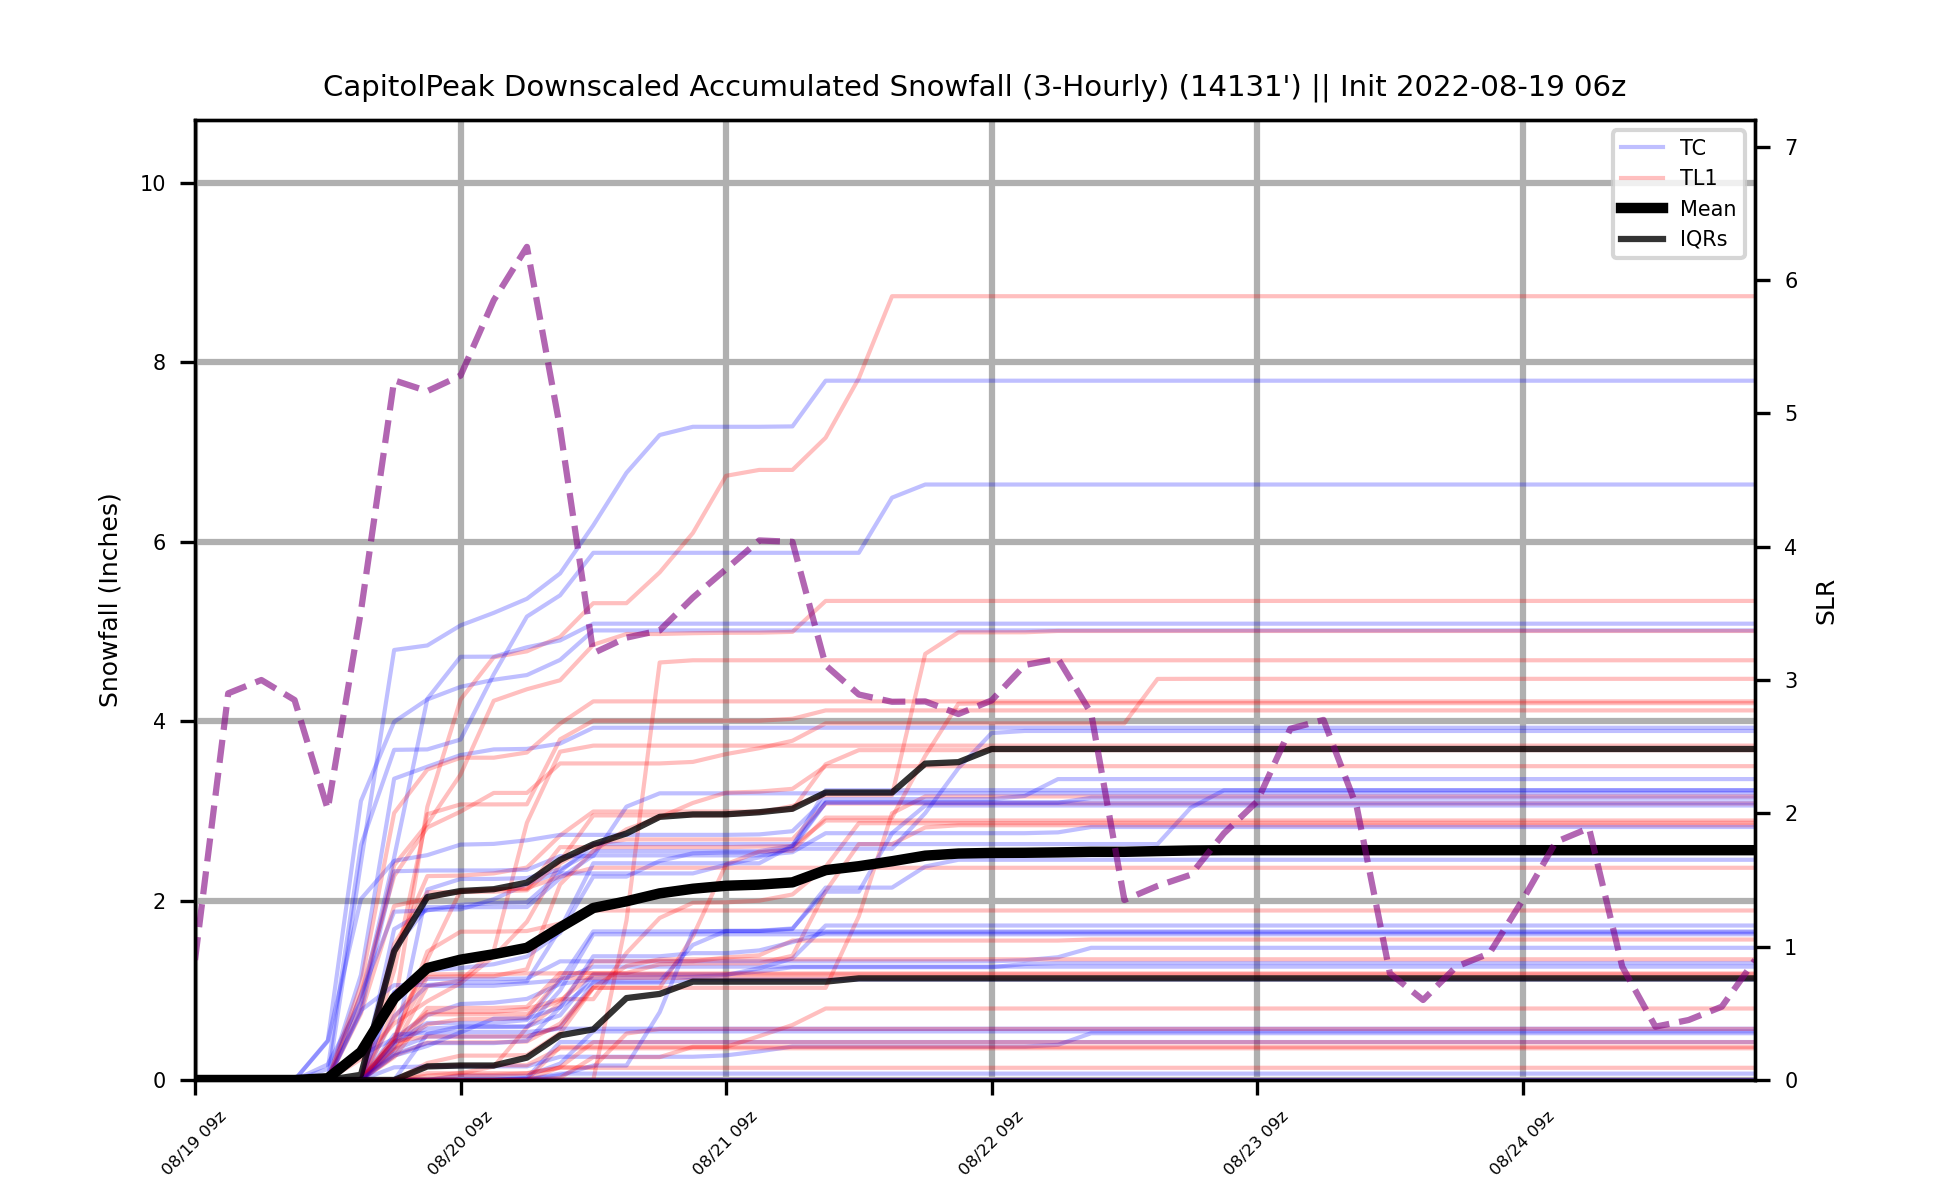 CapitolPeak Downscaled Accumulated Snowfall (3-Hourly) (14131') || Init 2022-08-19 06z
TC
TL1
Mean
IQRs
Snowfall (Inches)
10
8
6
4
2
0
SLR
7
6
5
4
3
2
1
0
08/19 09z
08/20 09z
08/21 09z
08/22 09z
08/23 09z
08/24 09z